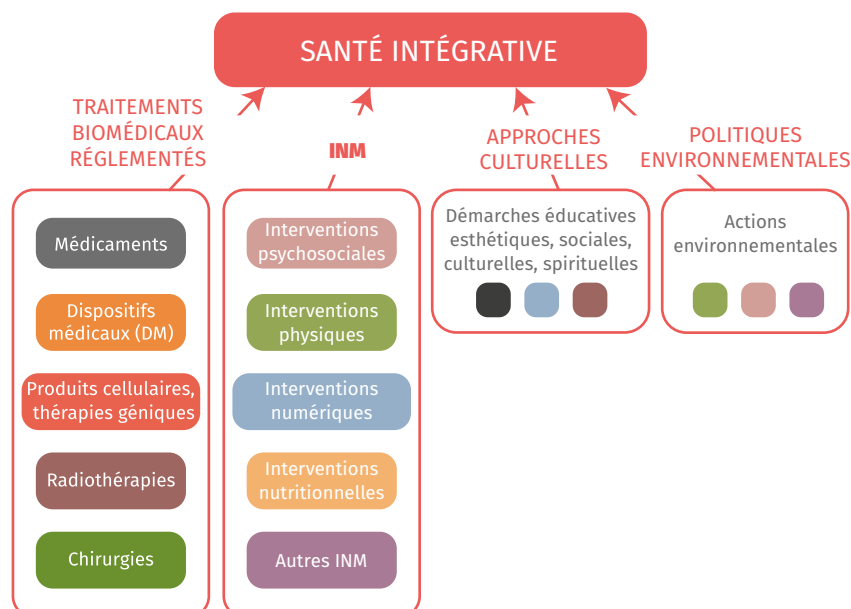 SANTÉ INTÉGRATIVE
TRAITEMENTS
BIOMÉDICAUX
RÉGLEMENTÉS
Médicaments
Dispositifs
médicaux (DM)
Produits cellulaires,
thérapies géniques
Radiothérapies
Chirurgies
INM
Interventions
psychosociales
Interventions
physiques
Interventions
numériques
Interventions
nutritionnelles
Autres INM
APPROCHES
CULTURELLES
Démarches éducatives
esthétiques, sociales,
culturelles, spirituelles
POLITIQUES
ENVIRONNEMENTALES
Actions
environnementales